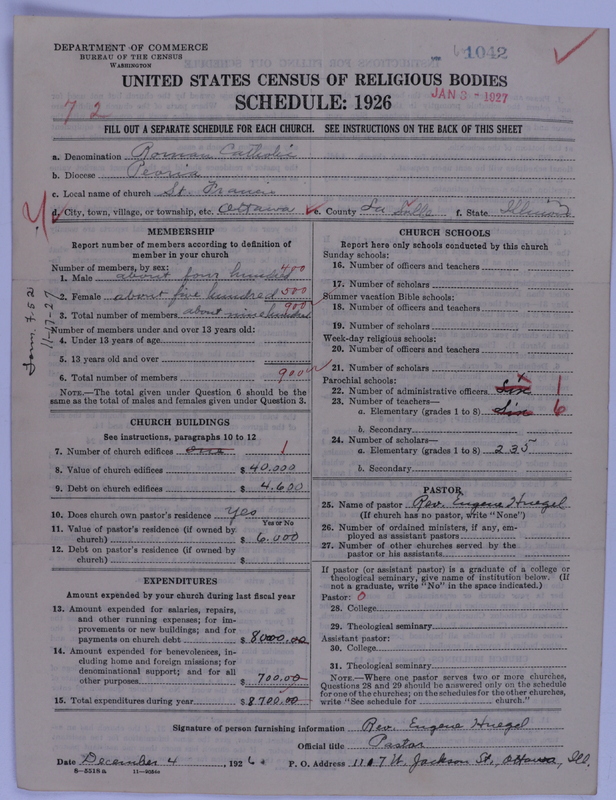 DEPARTMENT OF COMMERCE
BUREAU OF THE CENSUS
WASHINGTON
1042
UNITED STATES CENSUS OF RELIGIOUS BODIES
SCHEDULE: 1926
JAN 3 - 1927
7 2
FILL OUT A SEPARATE SCHEDULE FOR EACH CHURCH. SEE INSTRUCTIONS ON THE BACK OF THIS SHEET
a. Denomination Roman Catholic
b. Diocese Peoria
c. Local name of church St. Francis
d. City, town, village, or township, etc. Ottawa e. County La Salle f. State Illinois
MEMBERSHIP
Report number of members according to definition of member in your church
Number of members, by sex:
1. Male about four hundred 400
2. Female about five hundred 500
3. Total number of members about nine hundred 900
Number of members under and over 13 years old:
4. Under 13 years of age
5. 13 years old and over
6. Total number of members 900
NOTE.—The total given under Question 6 should be the same as the total of males and females given under Question 3.
11-17-27
CHURCH BUILDINGS
See instructions, paragraphs 10 to 12
7. Number of church edifices one 1
8. Value of church edifices $ 40.000
9. Debt on church edifices $ 4.600
10. Does church own pastor's residence yes
Yes or No
11. Value of pastor's residence (if owned by church) $ 6.000
12. Debt on pastor's residence (if owned by church) $
EXPENDITURES
Amount expended by your church during last fiscal year
13. Amount expended for salaries, repairs, and other running expenses; for improvements or new buildings; and for payments on church debt $ 8000.00
14. Amount expended for benevolences, including home and foreign missions; for denominational support; and for all other purposes $ 700.00
15. Total expenditures during year $ 8.700.00
CHURCH SCHOOLS
Report here only schools conducted by this church
Sunday schools:
16. Number of officers and teachers
17. Number of scholars
Summer vacation Bible schools:
18. Number of officers and teachers
19. Number of scholars
Week-day religious schools:
20. Number of officers and teachers
21. Number of scholars
Parochial schools:
22. Number of administrative officers Six 1
23. Number of teachers—
a. Elementary (grades 1 to 8) Six 6
b. Secondary
24. Number of scholars—
a. Elementary (grades 1 to 8) 235
b. Secondary
PASTOR
25. Name of pastor Rev. Eugene Huegel
(If church has no pastor, write "None")
26. Number of ordained ministers, if any, employed as assistant pastors
27. Number of other churches served by the pastor or his assistants
If pastor (or assistant pastor) is a graduate of a college or theological seminary, give name of institution below. (If not a graduate, write "No" in the space indicated.)
Pastor: 0
28. College
29. Theological seminary
Assistant pastor:
30. College
31. Theological seminary
NOTE.—Where one pastor serves two or more churches, Questions 28 and 29 should be answered only on the schedule for one of the churches; on the schedules for the other churches, write "See schedule for church."
Signature of person furnishing information Rev. Eugene Huegel
Official title Pastor
Date December 4, 1926. P. O. Address 1107 W. Jackson St., Ottawa, Ill.
8-5518a